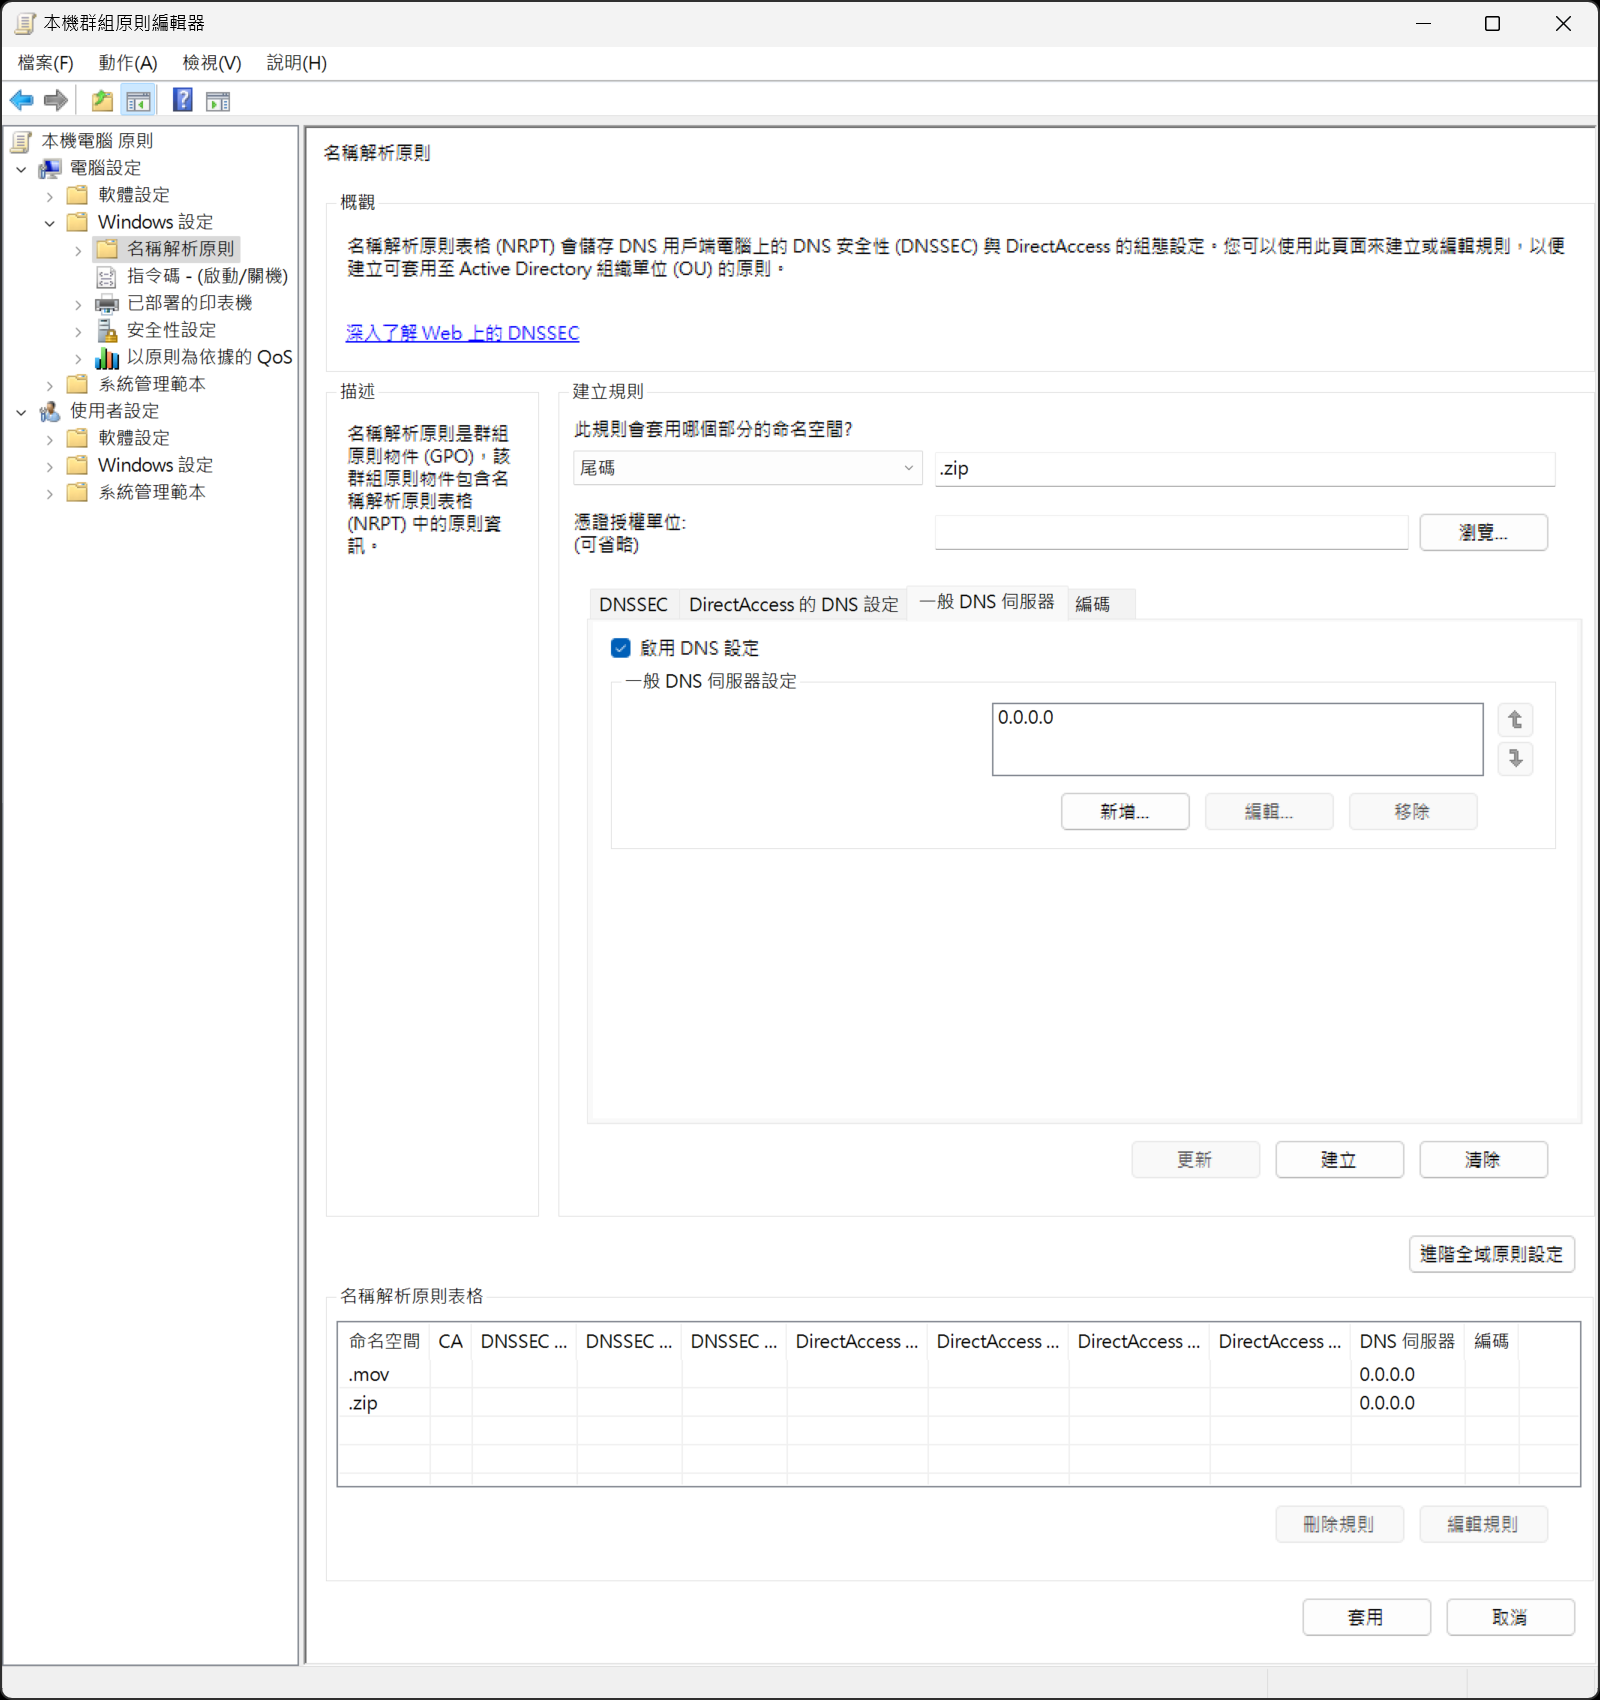 本機群組原則編輯器
檔案(F) 動作(A) 檢視(V) 說明(H)
本機電腦 原則
電腦設定
軟體設定
Windows 設定
名稱解析原則
指令碼 - (啟動/關機)
已部署的印表機
安全性設定
以原則為依據的 QoS
系統管理範本
使用者設定
軟體設定
Windows 設定
系統管理範本
名稱解析原則
概觀
名稱解析原則表格 (NRPT) 會儲存 DNS 用戶端電腦上的 DNS 安全性 (DNSSEC) 與 DirectAccess 的組態設定。您可以使用此頁面來建立或編輯規則，以便
建立可套用至 Active Directory 組織單位 (OU) 的原則。
深入了解 Web 上的 DNSSEC
描述
名稱解析原則是群組
原則物件 (GPO)，該
群組原則物件包含名
稱解析原則表格
(NRPT) 中的原則資
訊。
建立規則
此規則會套用哪個部分的命名空間?
尾碼 .zip
憑證授權單位:
(可省略)
瀏覽...
DNSSEC DirectAccess 的 DNS 設定 一般 DNS 伺服器 編碼
啟用 DNS 設定
一般 DNS 伺服器設定
0.0.0.0
新增... 編輯... 移除
更新 建立 清除
進階全域原則設定
名稱解析原則表格
命名空間 CA DNSSEC ... DNSSEC ... DNSSEC ... DirectAccess ... DirectAccess ... DirectAccess ... DirectAccess ... DNS 伺服器 編碼
.mov 0.0.0.0
.zip 0.0.0.0
刪除規則 編輯規則
套用 取消